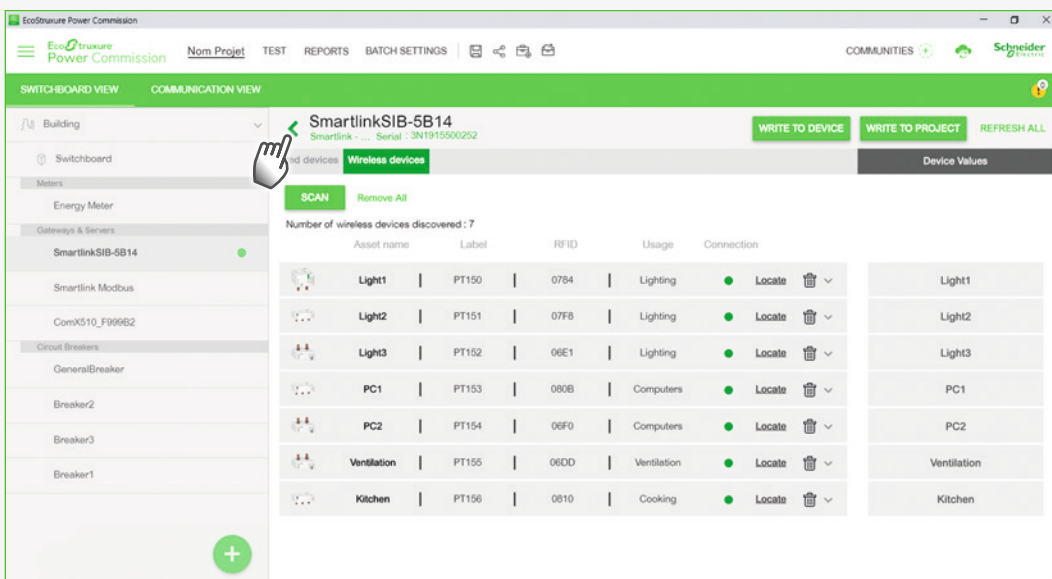 EcoStruxure Power Commission
EcoStruxure
Power Commission
Nom Projet TEST REPORTS BATCH SETTINGS COMMUNITIES Schneider
Electric
SWITCHBOARD VIEW COMMUNICATION VIEW
Building
Switchboard
Meters
Energy Meter
Gateways & Servers
SmartlinkSIB-5B14
Smartlink Modbus
ComX510_F999B2
Circuit Breakers
GeneralBreaker
Breaker2
Breaker3
Breaker1
SmartlinkSIB-5B14
Smartlink - ... Serial : 3N1915500252
WRITE TO DEVICE WRITE TO PROJECT REFRESH ALL
devices Wireless devices Device Values
SCAN Remove All
Number of wireless devices discovered : 7
Asset name Label RFID Usage Connection
Light1 PT150 0784 Lighting Locate Light1
Light2 PT151 07F8 Lighting Locate Light2
Light3 PT152 06E1 Lighting Locate Light3
PC1 PT153 080B Computers Locate PC1
PC2 PT154 06F0 Computers Locate PC2
Ventilation PT155 06DD Ventilation Locate Ventilation
Kitchen PT156 0810 Cooking Locate Kitchen